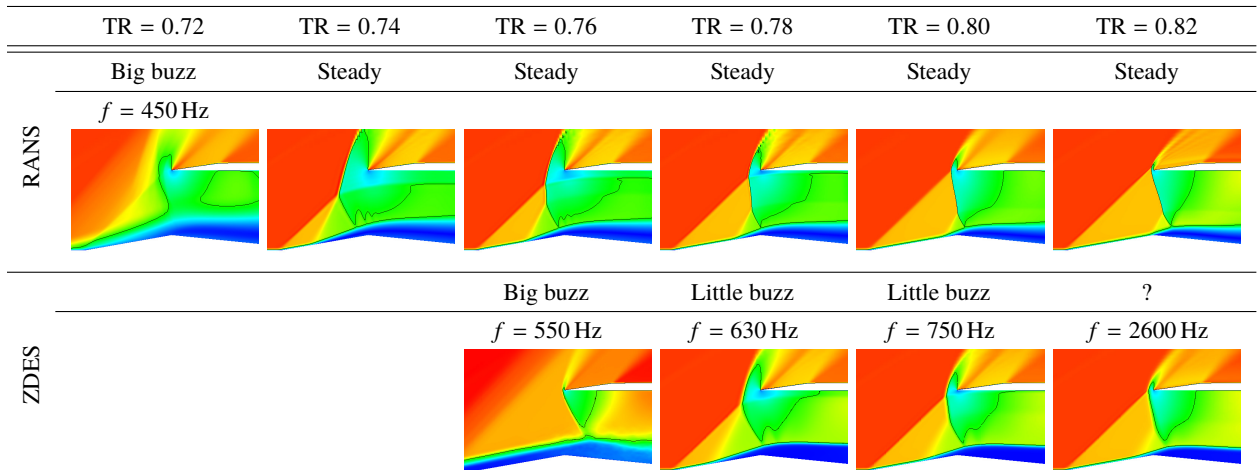 TR = 0.72 TR = 0.74 TR = 0.76 TR = 0.78 TR = 0.80 TR = 0.82
RANS
Big buzz Steady Steady Steady Steady Steady
f = 450 Hz
ZDES
Big buzz Little buzz Little buzz ?
f = 550 Hz f = 630 Hz f = 750 Hz f = 2600 Hz